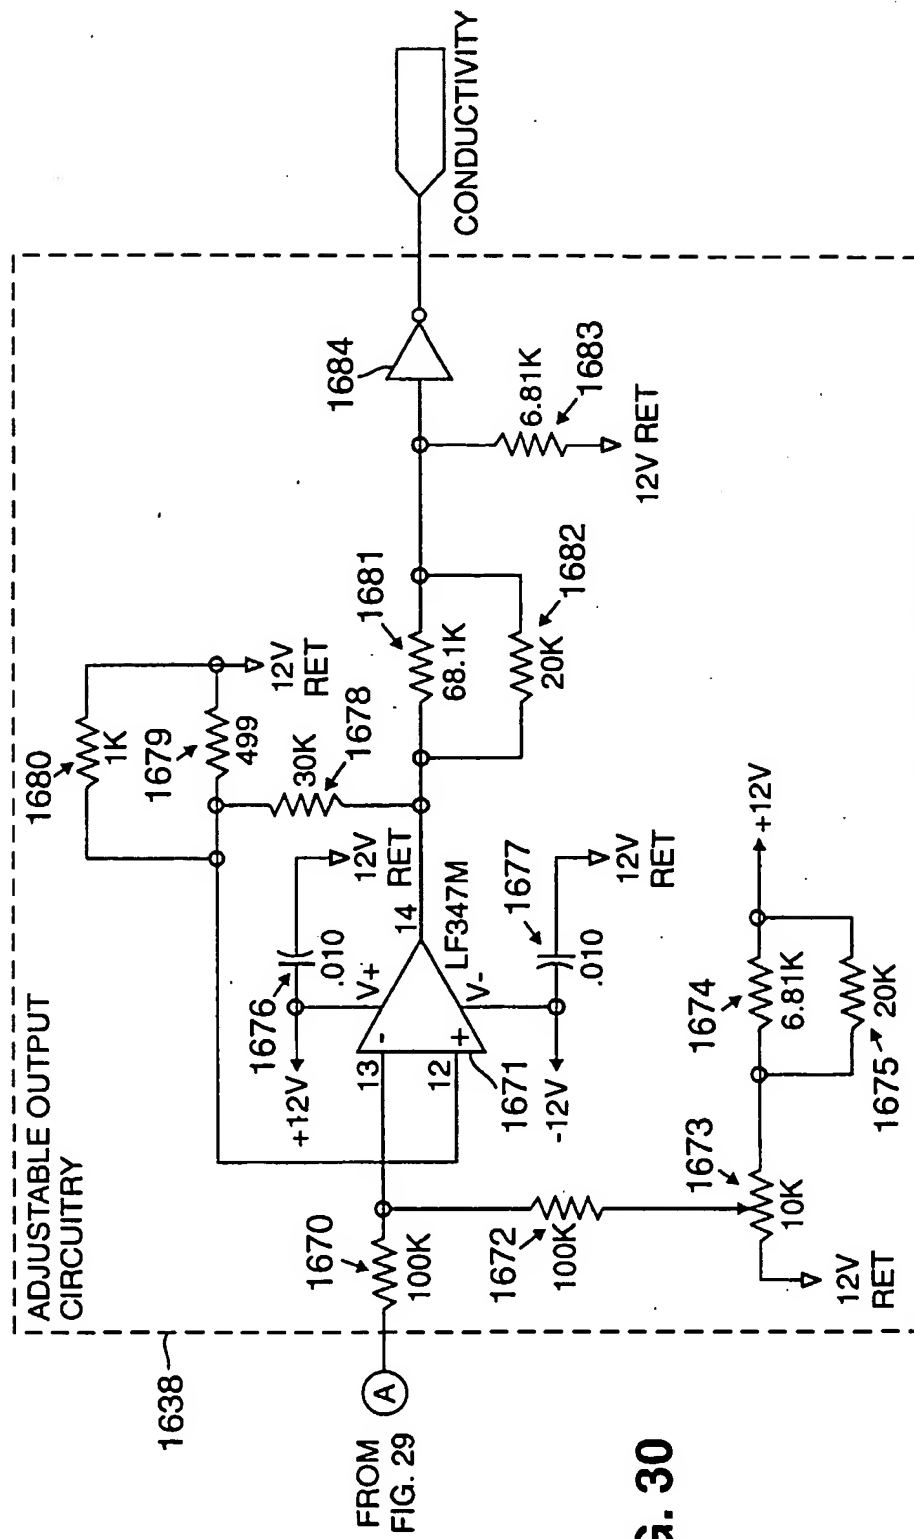 ADJUSTABLE OUTPUT
CIRCUITRY
1638
FROM
FIG. 29
A
1670
100K
1672
100K
13
12
-
+
1671
LF347M
14
V+
V-
+12V
1676
.010
12V
RET
-12V
1677
.010
12V
RET
1680
1K
1679
499
12V
RET
30K
1678
1681
68.1K
1682
20K
1684
6.81K
1683
12V RET
CONDUCTIVITY
1673
10K
12V
RET
1674
6.81K
1675
20K
+12V
G. 30